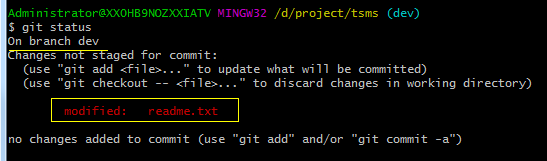 Administrator@XXOHB9NOZXXIATV MINGW32 /d/project/tsms (dev)
$ git status
On branch dev
Changes not staged for commit:
  (use "git add <file>..." to update what will be committed)
  (use "git checkout -- <file>..." to discard changes in working directory)
        modified:   readme.txt
no changes added to commit (use "git add" and/or "git commit -a")